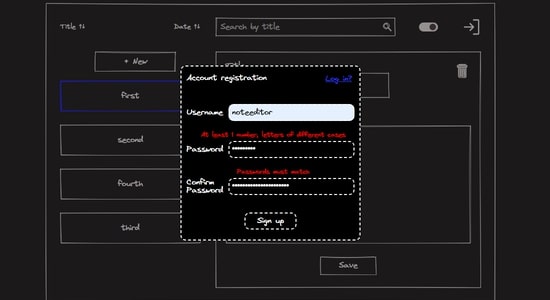 Title ↑↓
Date ↑↓
Search by title
+ New
Account registration
Log in?
first
Username
noteeditor
At least 1 number, letters of different cases
second
Password
•••••••••
Passwords must match
fourth
Confirm
Password
third
Sign up
Save